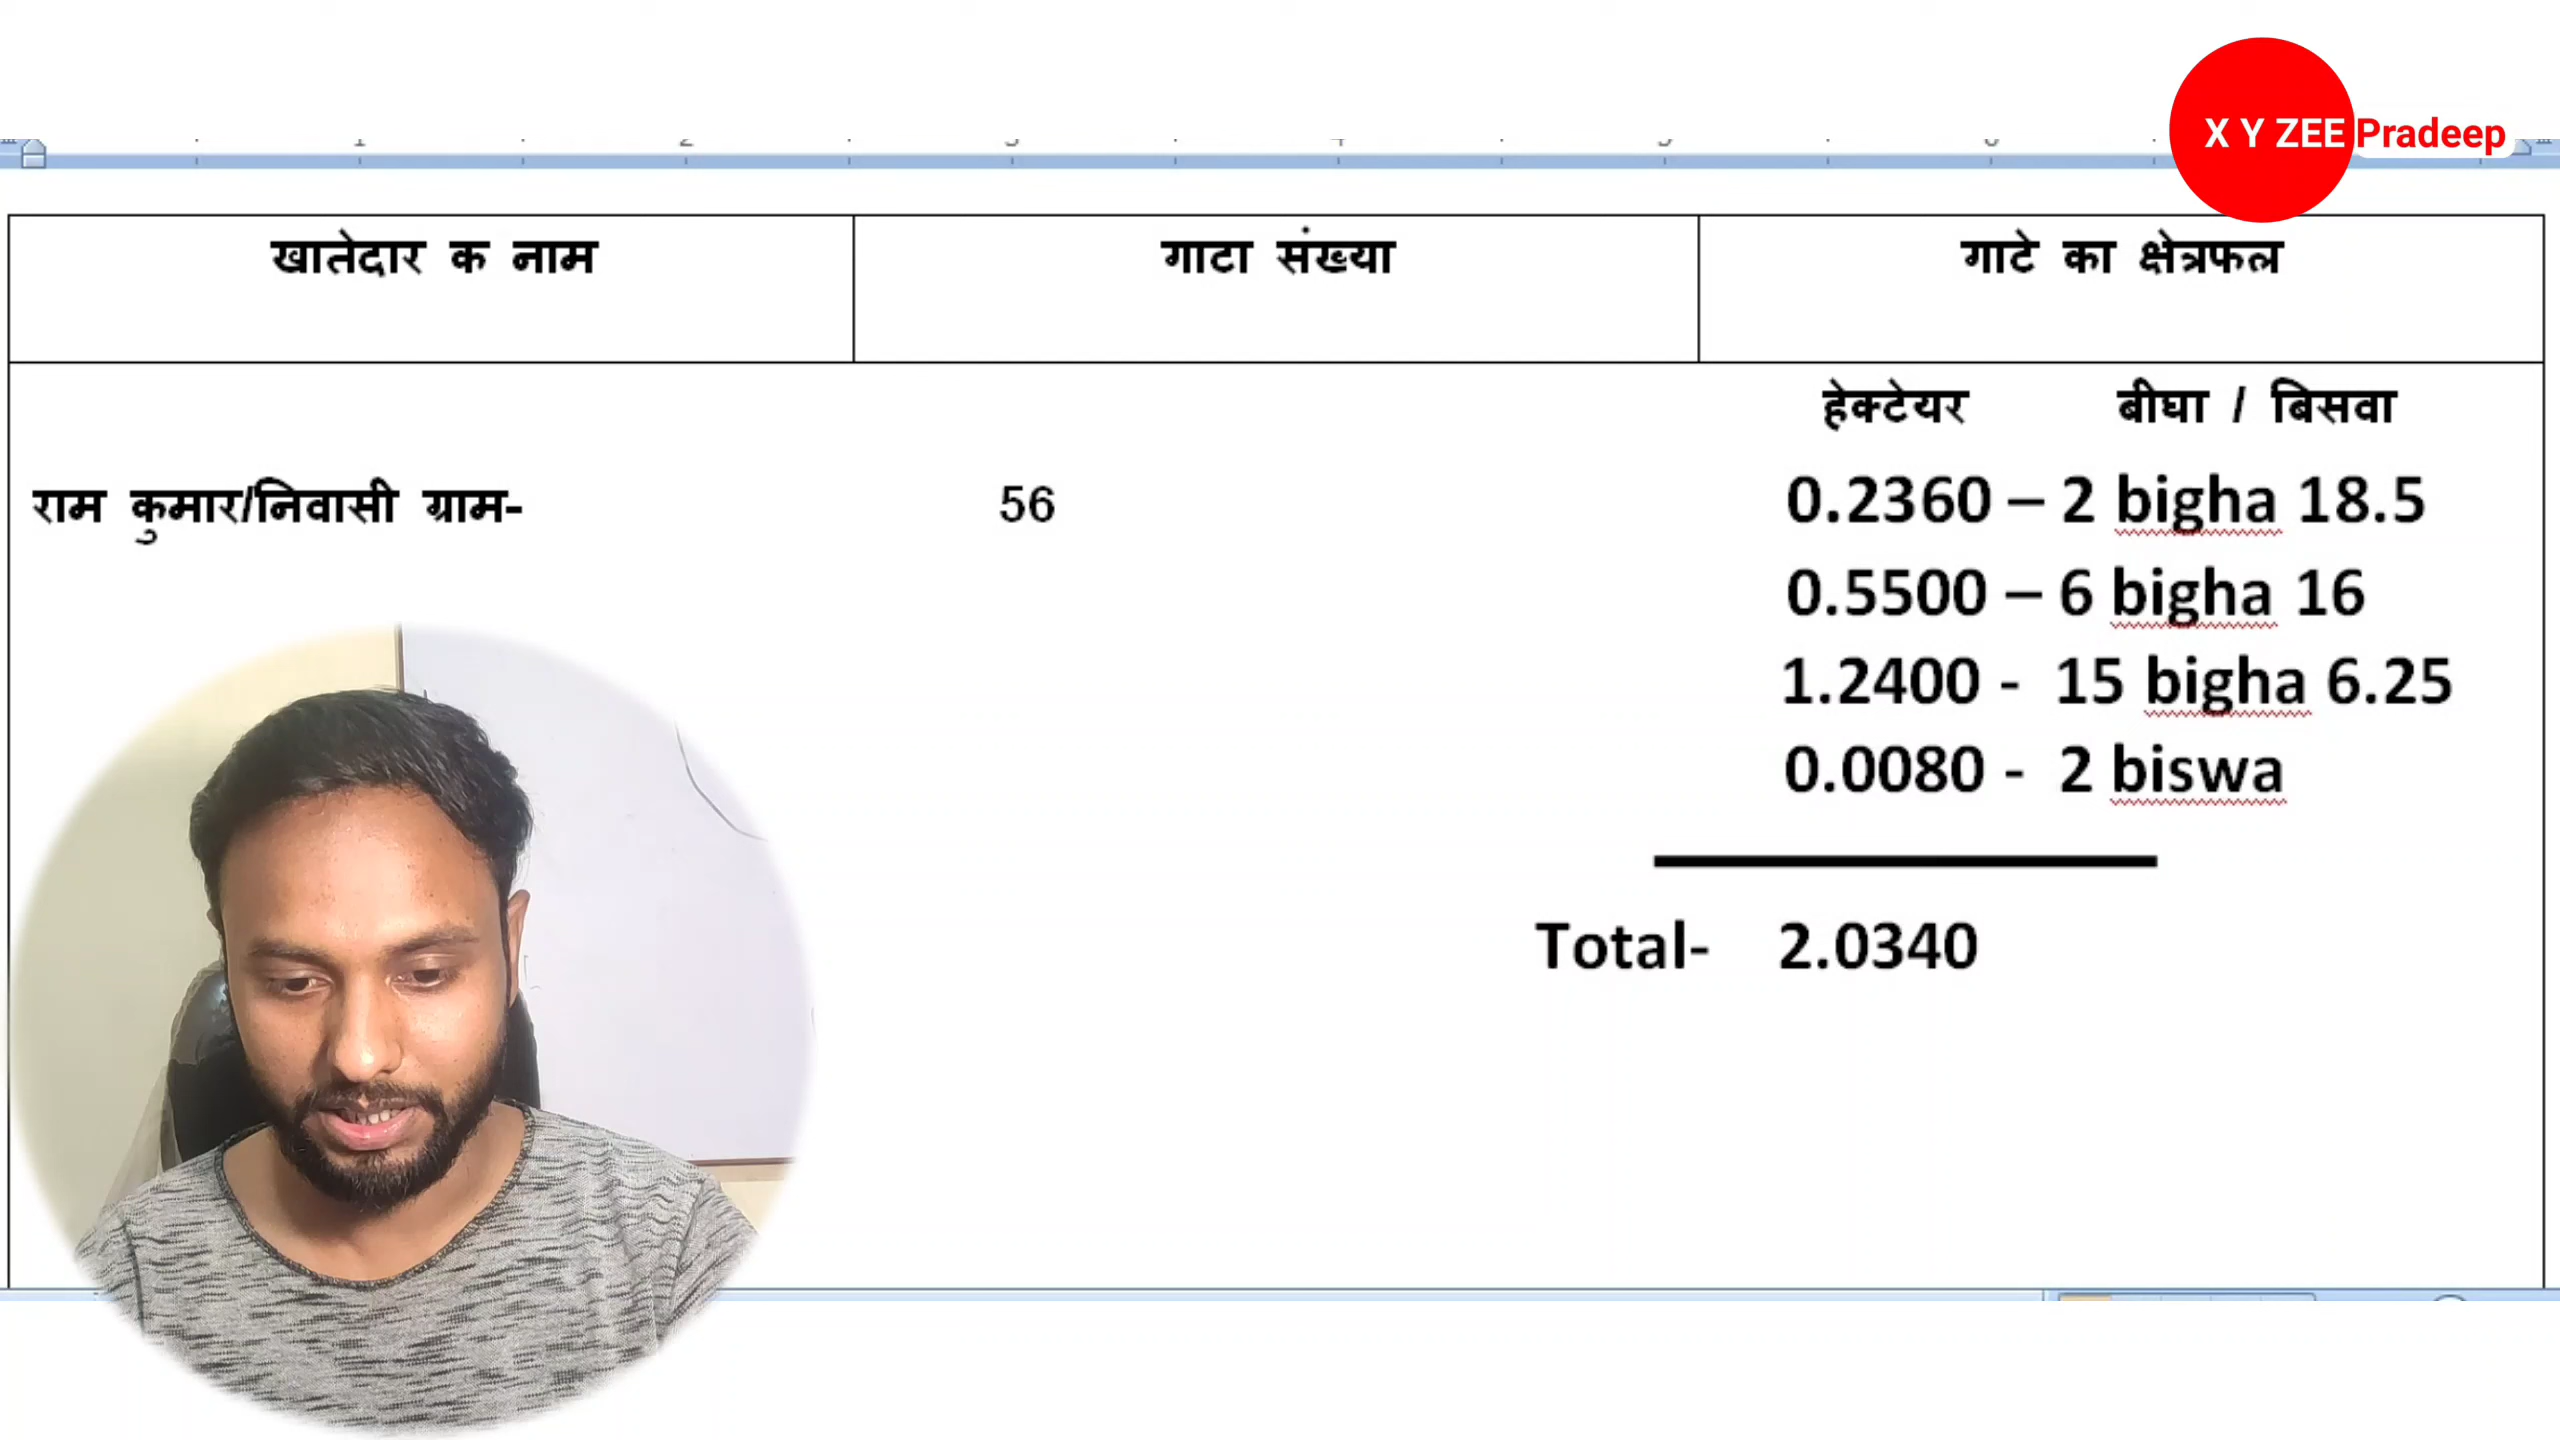 X Y ZEE Pradeep
खातेदार क नाम
गाटा संख्या
गाटे का क्षेत्रफल
हेक्टेयर बीघा / बिसवा
राम कुमार/निवासी ग्राम-
56
0.2360 – 2 bigha 18.5
0.5500 – 6 bigha 16
1.2400 - 15 bigha 6.25
0.0080 - 2 biswa
Total- 2.0340